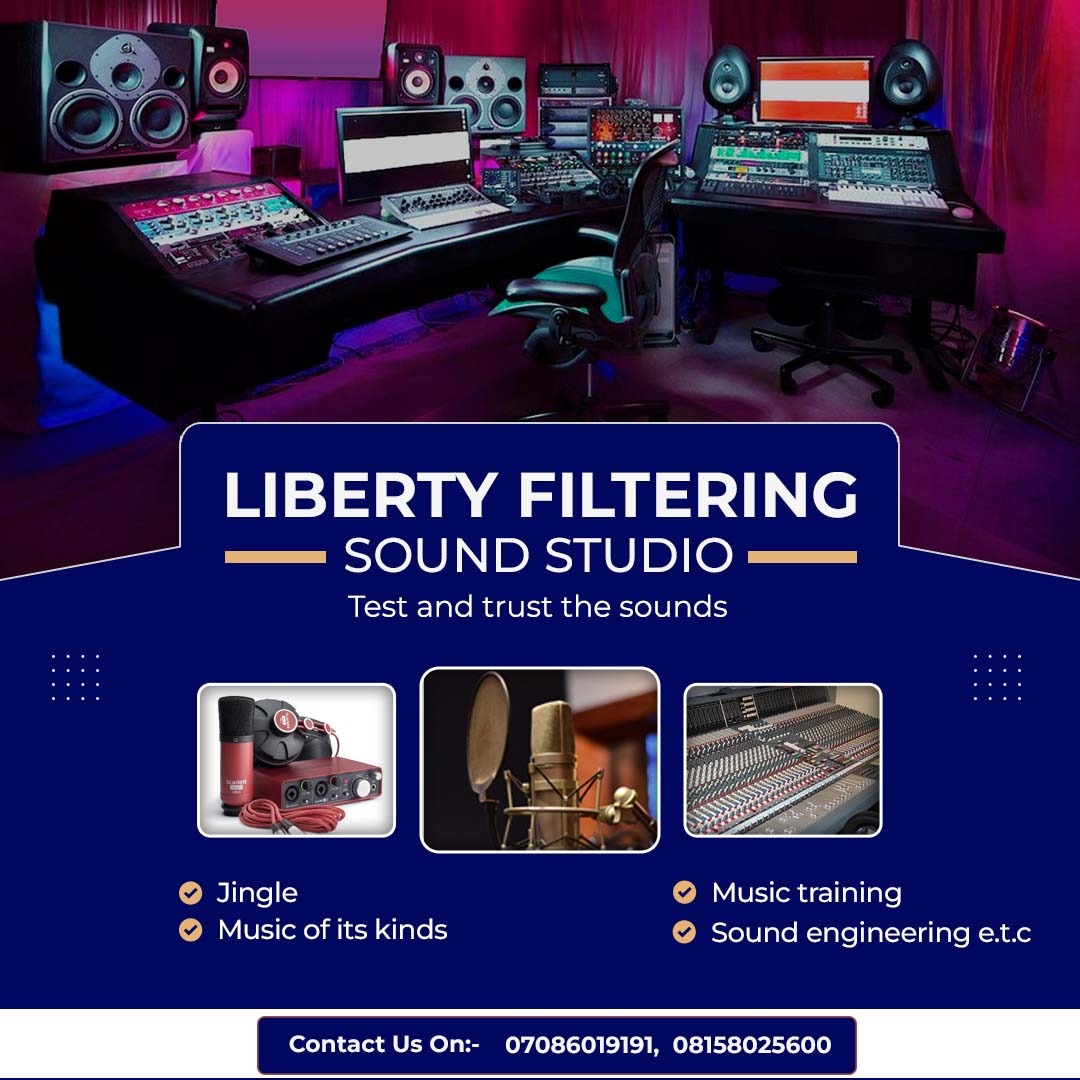 LIBERTY FILTERING
SOUND STUDIO
Test and trust the sounds
Scarlett
Jingle
Music of its kinds
Music training
Sound engineering e.t.c
Contact Us On:- 07086019191, 08158025600